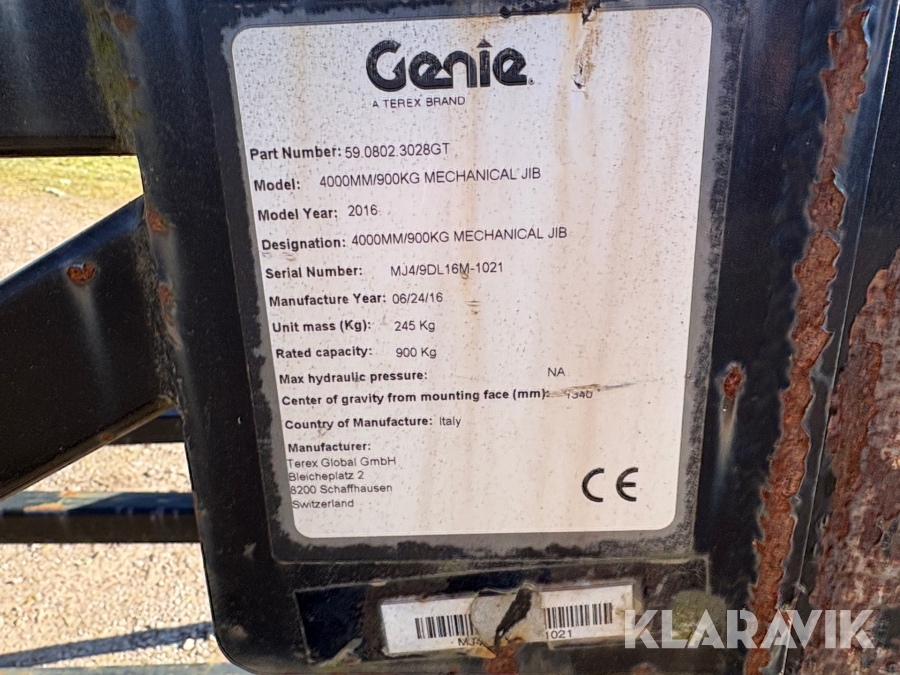 Genie
A TEREX BRAND
Part Number: 59.0802.3028GT
Model: 4000MM/900KG MECHANICAL JIB
Model Year: 2016
Designation: 4000MM/900KG MECHANICAL JIB
Serial Number: MJ4/9DL16M-1021
Manufacture Year: 06/24/16
Unit mass (Kg): 245 Kg
Rated capacity: 900 Kg
Max hydraulic pressure: NA
Center of gravity from mounting face (mm): 1340
Country of Manufacture: Italy
Manufacturer:
Terex Global GmbH
Bleicheplatz 2
8200 Schaffhausen
Switzerland
CE
1021
KLARAVIK